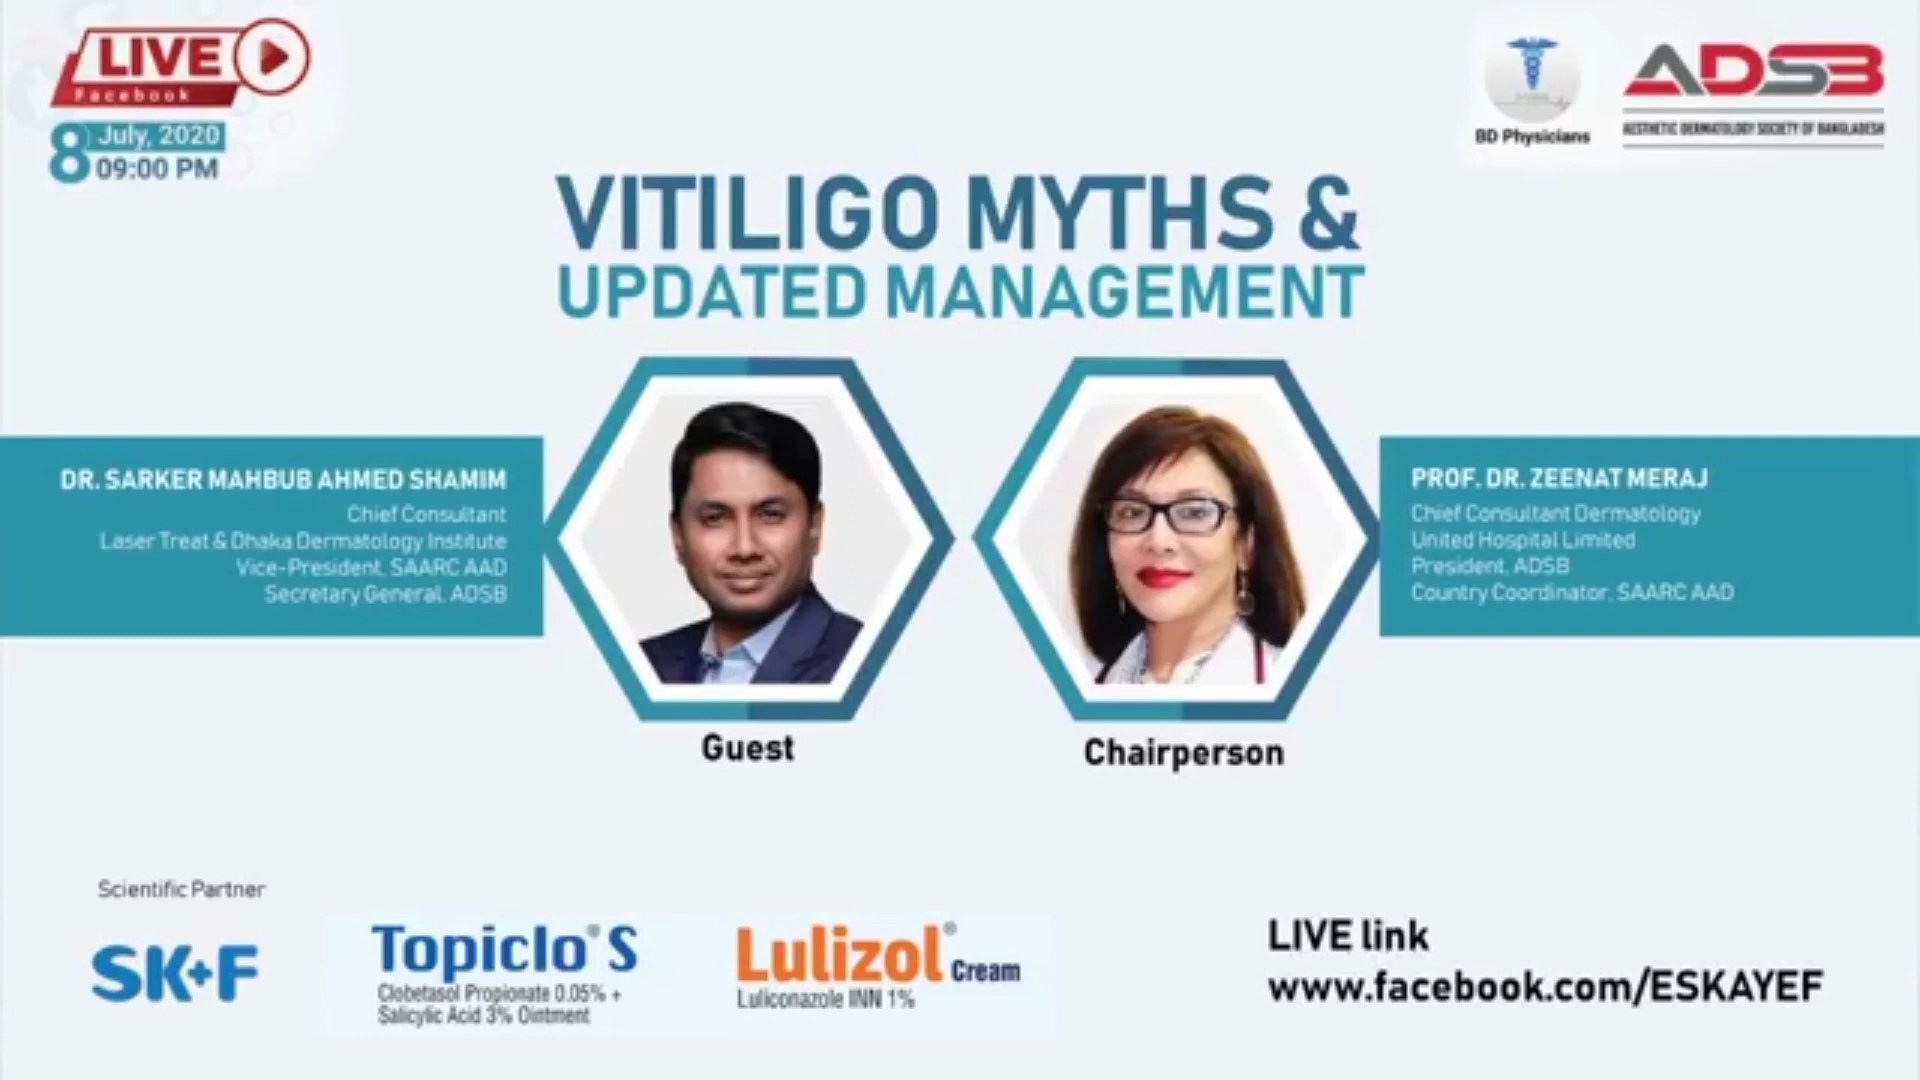 LIVE
Facebook
8 July, 2020
09:00 PM
BD Physicians
ADSB
AESTHETIC DERMATOLOGY SOCIETY OF BANGLADESH
VITILIGO MYTHS &
UPDATED MANAGEMENT
DR. SARKER MAHBUB AHMED SHAMIM
Chief Consultant
Laser Treat & Dhaka Dermatology Institute
Vice-President, SAARC AAD
Secretary General, ADSB
Guest
PROF. DR. ZEENAT MERAJ
Chief Consultant Dermatology
United Hospital Limited
President, ADSB
Country Coordinator, SAARC AAD
Chairperson
Scientific Partner
SK+F
Topiclo® S
Clobetasol Propionate 0.05% +
Salicylic Acid 3% Ointment
Lulizol® Cream
Luliconazole INN 1%
LIVE link
www.facebook.com/ESKAYEF